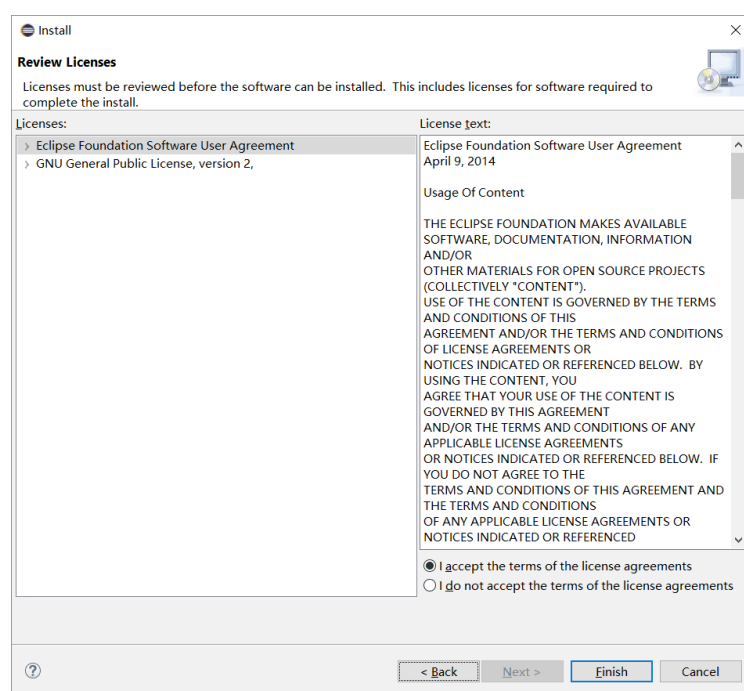 Install
Review Licenses
Licenses must be reviewed before the software can be installed.  This includes licenses for software required to
complete the install.
Licenses:
Eclipse Foundation Software User Agreement
GNU General Public License, version 2,
License text:
Eclipse Foundation Software User Agreement
April 9, 2014
Usage Of Content
THE ECLIPSE FOUNDATION MAKES AVAILABLE
SOFTWARE, DOCUMENTATION, INFORMATION
AND/OR
OTHER MATERIALS FOR OPEN SOURCE PROJECTS
(COLLECTIVELY "CONTENT").
USE OF THE CONTENT IS GOVERNED BY THE TERMS
AND CONDITIONS OF THIS
AGREEMENT AND/OR THE TERMS AND CONDITIONS
OF LICENSE AGREEMENTS OR
NOTICES INDICATED OR REFERENCED BELOW.  BY
USING THE CONTENT, YOU
AGREE THAT YOUR USE OF THE CONTENT IS
GOVERNED BY THIS AGREEMENT
AND/OR THE TERMS AND CONDITIONS OF ANY
APPLICABLE LICENSE AGREEMENTS
OR NOTICES INDICATED OR REFERENCED BELOW.  IF
YOU DO NOT AGREE TO THE
TERMS AND CONDITIONS OF THIS AGREEMENT AND
THE TERMS AND CONDITIONS
OF ANY APPLICABLE LICENSE AGREEMENTS OR
NOTICES INDICATED OR REFERENCED
I accept the terms of the license agreements
I do not accept the terms of the license agreements
?
< Back
Next >
Finish
Cancel